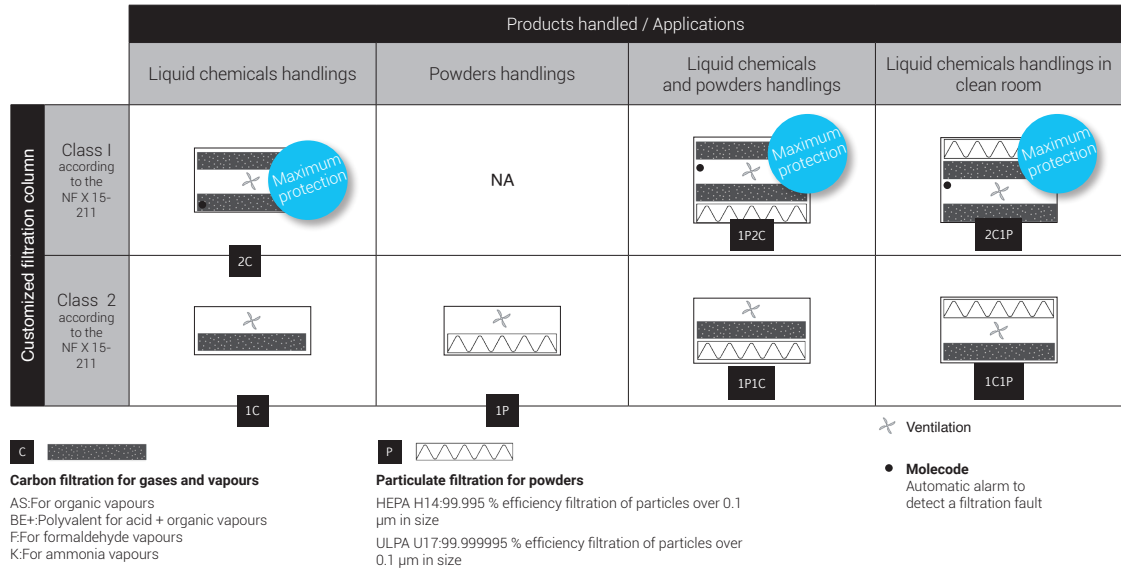 Products handled / Applications
Liquid chemicals handlings
Powders handlings
Liquid chemicals
and powders handlings
Liquid chemicals handlings in
clean room
Customized filtration column
Class I
according
to the
NF X 15-
211
Maximum
protection
2C
NA
Maximum
protection
1P2C
Maximum
protection
2C1P
Class 2
according
to the
NF X 15-
211
1C
1P
1P1C
1C1P
C
Carbon filtration for gases and vapours
AS:For organic vapours
BE+:Polyvalent for acid + organic vapours
F:For formaldehyde vapours
K:For ammonia vapours
P
Particulate filtration for powders
HEPA H14:99.995 % efficiency filtration of particles over 0.1
µm in size
ULPA U17:99.999995 % efficiency filtration of particles over
0.1 µm in size
Ventilation
Molecode
Automatic alarm to
detect a filtration fault